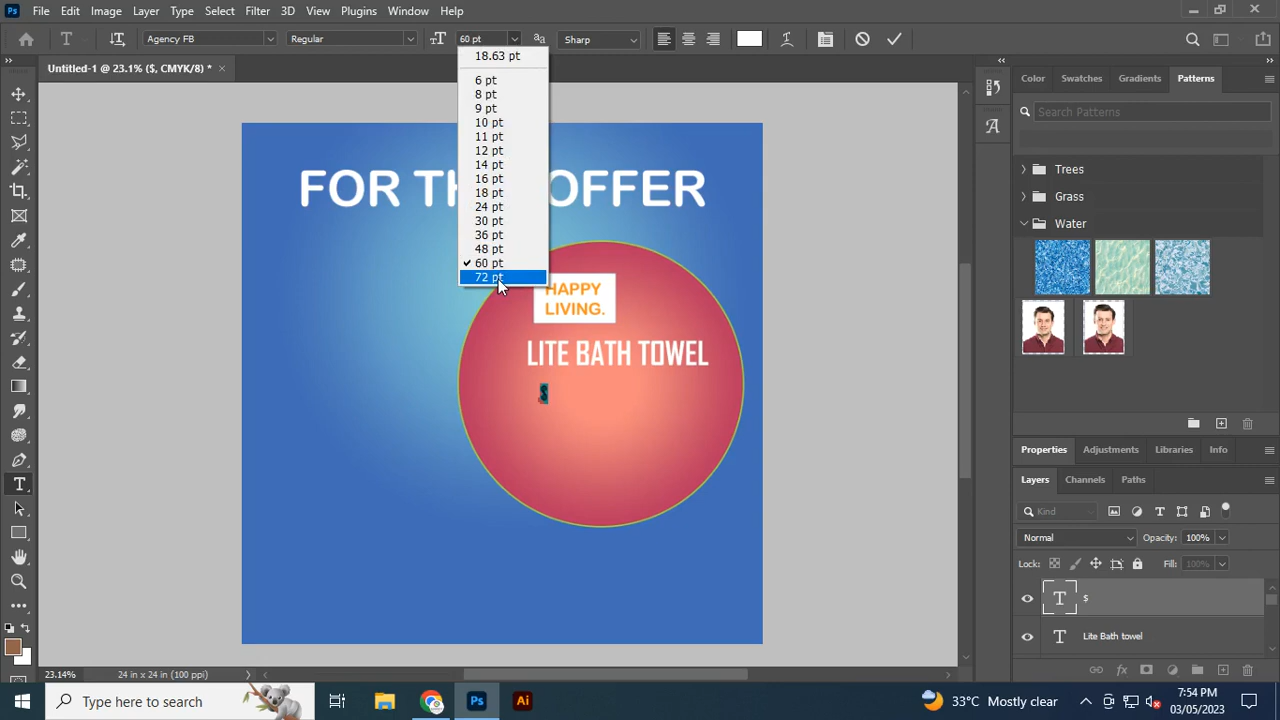 Ps File Edit Image Layer Type Select Filter 3D View Plugins Window Help
Agency FB Regular 60 pt Sharp
Untitled-1 @ 23.1% ($, CMYK/8) *
18.63 pt
6 pt
8 pt
9 pt
10 pt
11 pt
12 pt
14 pt
16 pt
18 pt
24 pt
30 pt
36 pt
48 pt
60 pt
72 pt
FOR TH OFFER
HAPPY
LIVING.
LITE BATH TOWEL
$
Color Swatches Gradients Patterns
Search Patterns
Trees
Grass
Water
Properties Adjustments Libraries Info
Layers Channels Paths
Kind
Normal Opacity: 100%
Lock: Fill: 100%
T $
T Lite Bath towel
23.14% 24 in x 24 in (100 ppi)
Type here to search
Ps
Ai
33°C Mostly clear
7:54 PM
03/05/2023